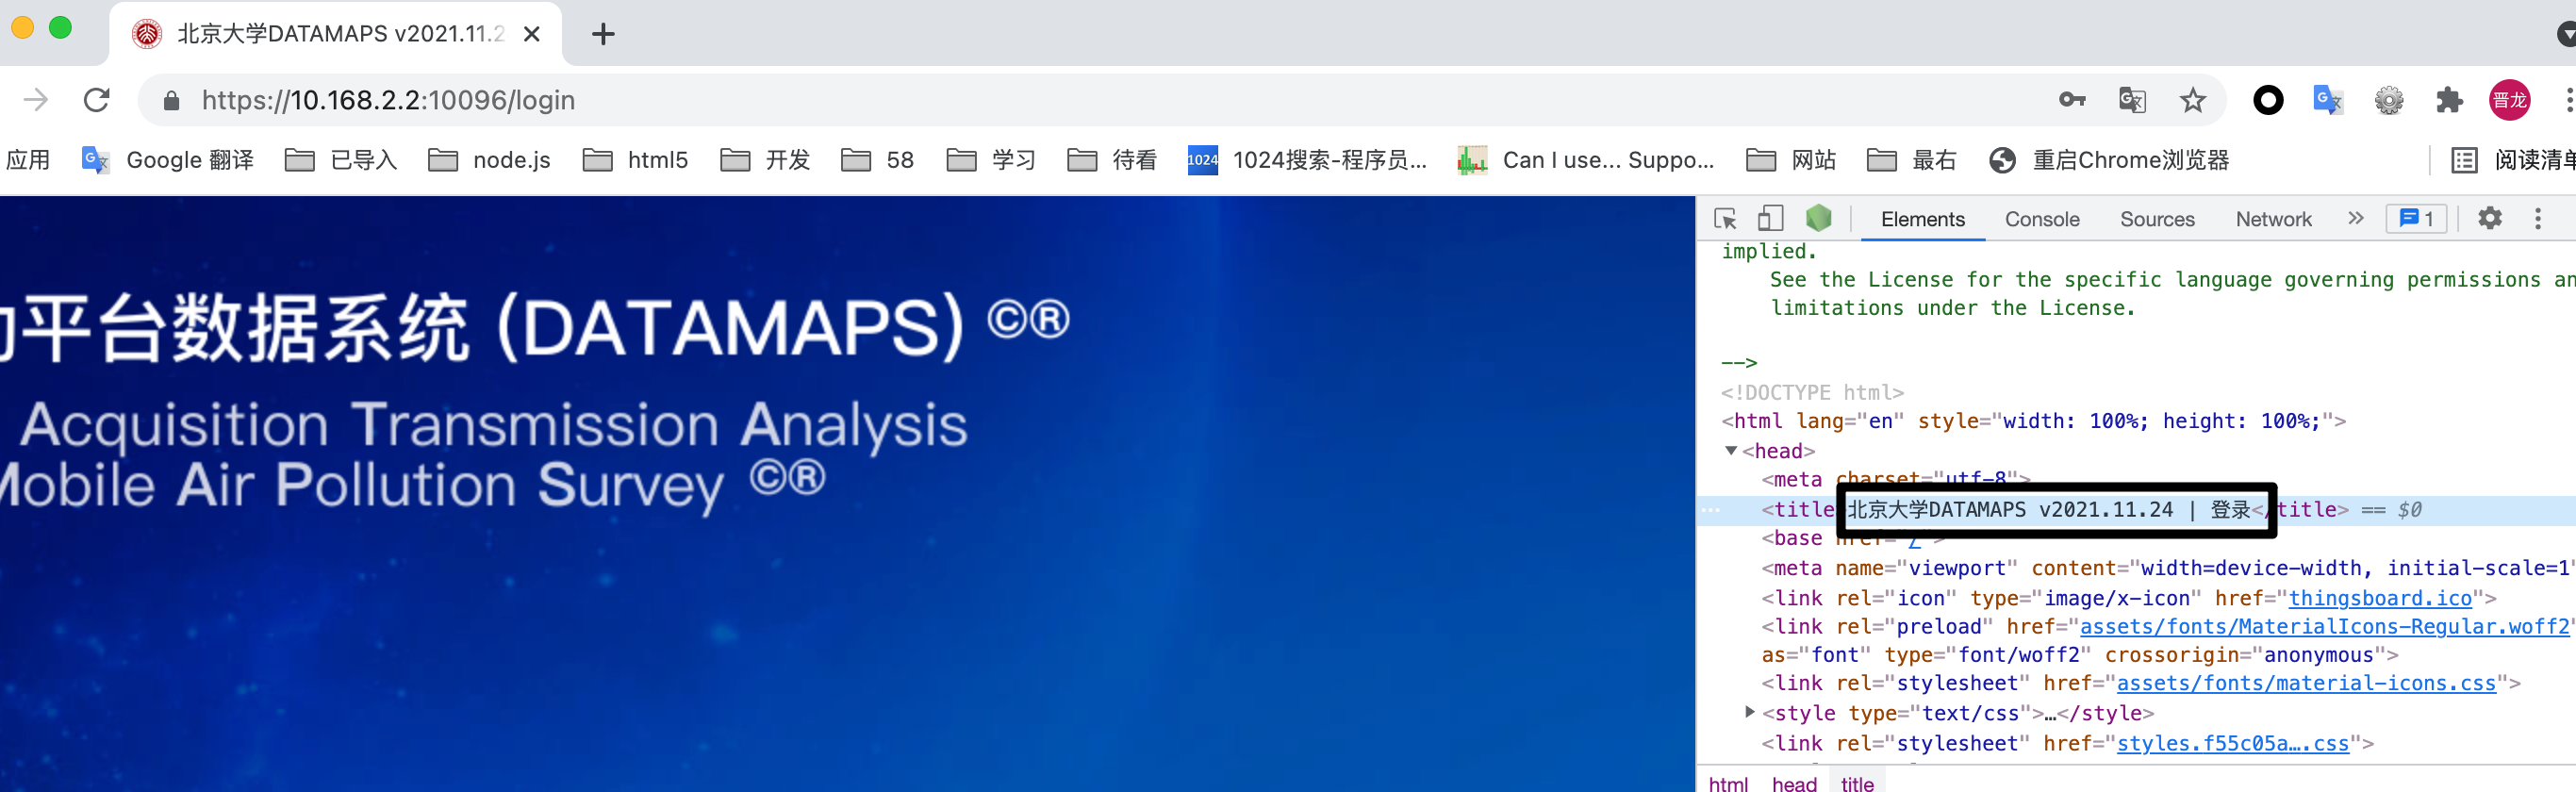 北京大学DATAMAPS v2021.11.2
https://10.168.2.2:10096/login
晋龙
应用 Google 翻译 已导入 node.js html5 开发 58 学习 待看 1024 1024搜索-程序员... Can I use... Suppo... 网站 最右 重启Chrome浏览器 阅读清单
平台数据系统 (DATAMAPS) ©®
Acquisition Transmission Analysis
Mobile Air Pollution Survey ©®
Elements Console Sources Network » 1
implied.
See the License for the specific language governing permissions an
limitations under the License.
-->
<!DOCTYPE html>
<html lang="en" style="width: 100%; height: 100%;">
<head>
<meta charset="utf-8">
<title>北京大学DATAMAPS v2021.11.24 | 登录</title> == $0
<base href="/">
<meta name="viewport" content="width=device-width, initial-scale=1"
<link rel="icon" type="image/x-icon" href="thingsboard.ico">
<link rel="preload" href="assets/fonts/MaterialIcons-Regular.woff2"
as="font" type="font/woff2" crossorigin="anonymous">
<link rel="stylesheet" href="assets/fonts/material-icons.css">
<style type="text/css">…</style>
<link rel="stylesheet" href="styles.f55c05a….css">
html head title